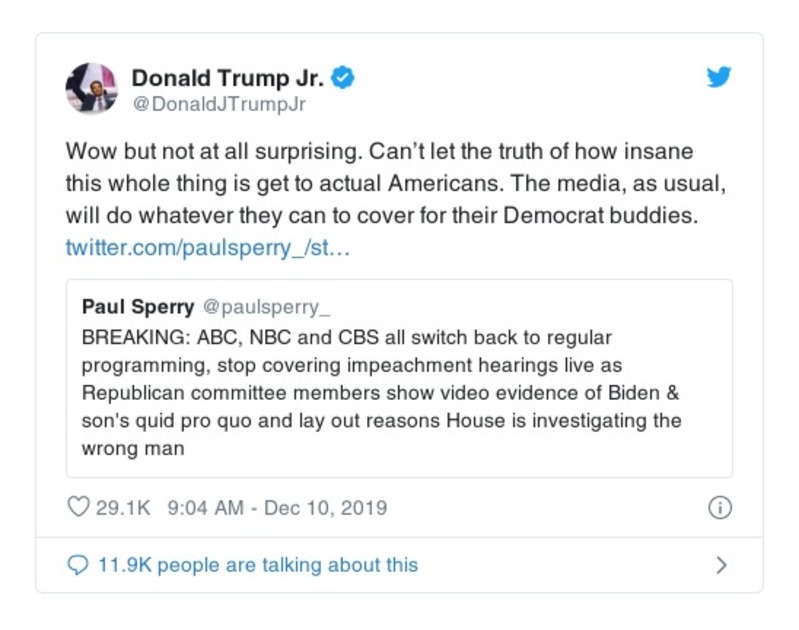 Donald Trump Jr.
@DonaldJTrumpJr
Wow but not at all surprising. Can’t let the truth of how insane
this whole thing is get to actual Americans. The media, as usual,
will do whatever they can to cover for their Democrat buddies.
twitter.com/paulsperry_/st…
Paul Sperry @paulsperry_
BREAKING: ABC, NBC and CBS all switch back to regular
programming, stop covering impeachment hearings live as
Republican committee members show video evidence of Biden &
son's quid pro quo and lay out reasons House is investigating the
wrong man
29.1K 9:04 AM - Dec 10, 2019
11.9K people are talking about this